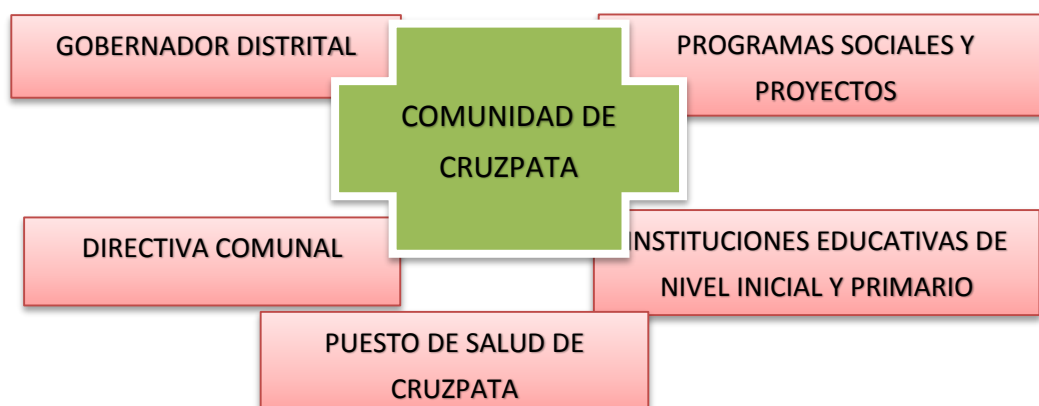 GOBERNADOR DISTRITAL
PROGRAMAS SOCIALES Y
PROYECTOS
COMUNIDAD DE
CRUZPATA
DIRECTIVA COMUNAL
INSTITUCIONES EDUCATIVAS DE
NIVEL INICIAL Y PRIMARIO
PUESTO DE SALUD DE
CRUZPATA